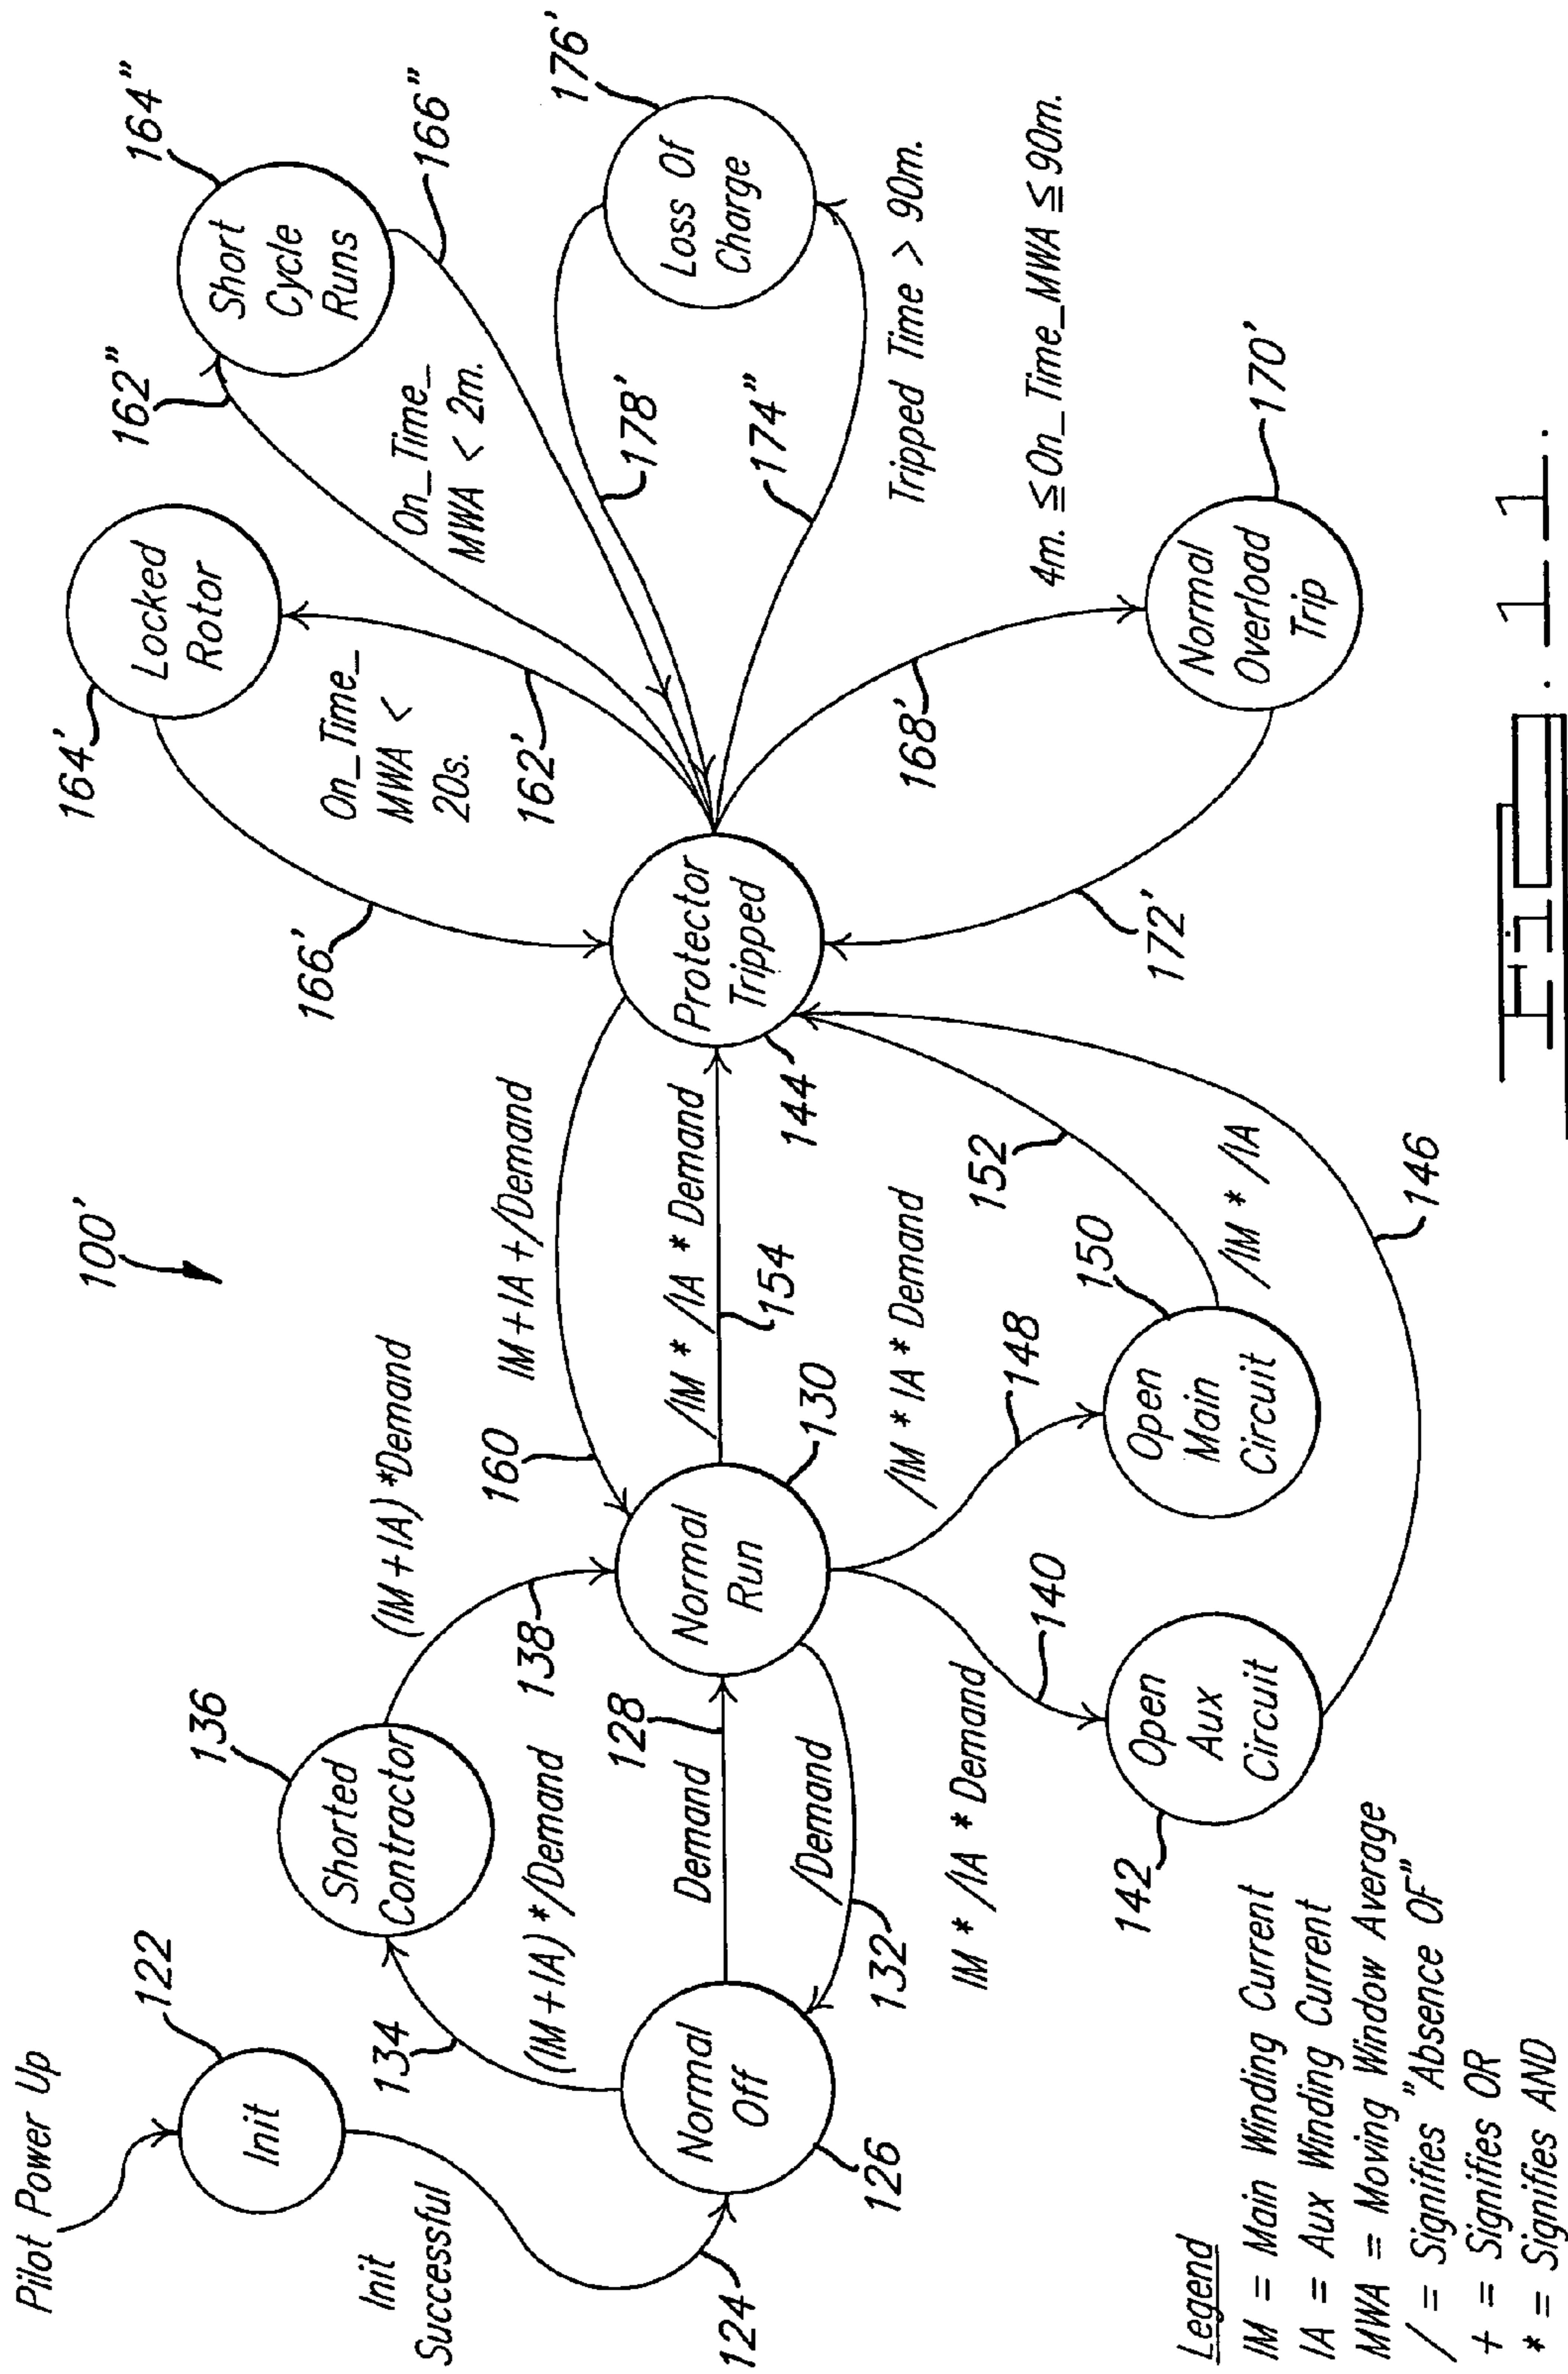 100'
Pilot Power Up
122
Init
Init
Successful
124
134
136
Shorted
Contractor
(IM + IA) */Demand
(IM + IA) *Demand
138
128
Demand
Normal
Off
126
/Demand
132
Normal
Run
130
160
IM + IA + /Demand
/IM * /IA * Demand
154
/IM * IA * Demand
148
140
IM * /IA * Demand
Open
Aux
Circuit
142
Open
Main
Circuit
150
152
/IM * /IA
146
Protector
Tripped
144
166'
164'
Locked
Rotor
On_Time_
MWA <
20s.
162'
162"
164"
Short
Cycle
Runs
166"
On_Time_
MWA < 2m.
178'
176'
Loss Of
Charge
174"
Tripped Time > 90m.
4m. ≦ On_Time_MWA ≦ 90m.
168'
170'
Normal
Overload
Trip
172'
Legend
IM = Main Winding Current
IA = Aux Winding Current
MWA = Moving Window Average
/ = Signifies "Absence OF"
+ = Signifies OR
* = Signifies AND
Fig. 11.